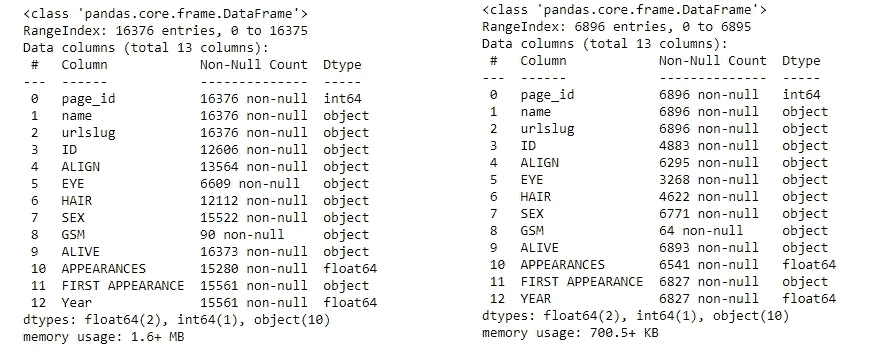 <class 'pandas.core.frame.DataFrame'>
RangeIndex: 16376 entries, 0 to 16375
Data columns (total 13 columns):
 #   Column            Non-Null Count  Dtype
---  ------            --------------  -----
 0   page_id           16376 non-null  int64
 1   name              16376 non-null  object
 2   urlslug           16376 non-null  object
 3   ID                12606 non-null  object
 4   ALIGN             13564 non-null  object
 5   EYE               6609 non-null   object
 6   HAIR              12112 non-null  object
 7   SEX               15522 non-null  object
 8   GSM               90 non-null     object
 9   ALIVE             16373 non-null  object
 10  APPEARANCES       15280 non-null  float64
 11  FIRST APPEARANCE  15561 non-null  object
 12  Year              15561 non-null  float64
dtypes: float64(2), int64(1), object(10)
memory usage: 1.6+ MB
<class 'pandas.core.frame.DataFrame'>
RangeIndex: 6896 entries, 0 to 6895
Data columns (total 13 columns):
 #   Column            Non-Null Count  Dtype
---  ------            --------------  -----
 0   page_id           6896 non-null   int64
 1   name              6896 non-null   object
 2   urlslug           6896 non-null   object
 3   ID                4883 non-null   object
 4   ALIGN             6295 non-null   object
 5   EYE               3268 non-null   object
 6   HAIR              4622 non-null   object
 7   SEX               6771 non-null   object
 8   GSM               64 non-null     object
 9   ALIVE             6893 non-null   object
 10  APPEARANCES       6541 non-null   float64
 11  FIRST APPEARANCE  6827 non-null   object
 12  YEAR              6827 non-null   float64
dtypes: float64(2), int64(1), object(10)
memory usage: 700.5+ KB